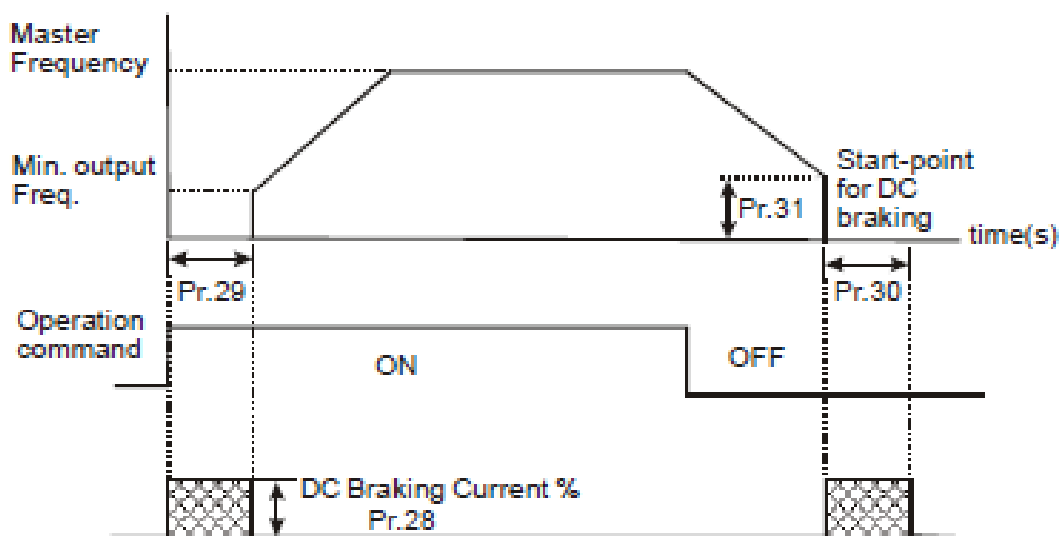 Master
Frequency
Min. output
Freq.
Start-point
for DC
braking
Pr.31
time(s)
Pr.29
Pr.30
Operation
command
ON
OFF
DC Braking Current %
Pr.28